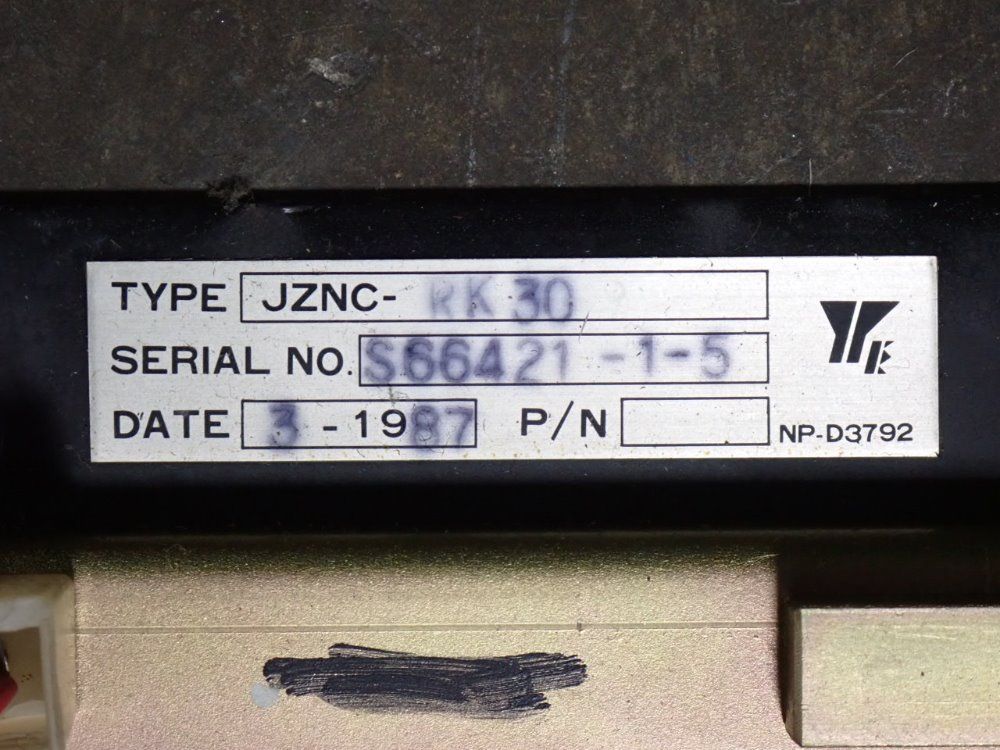 TYPE JZNC- RK30
SERIAL NO. S66421-1-5
DATE 3 - 1987 P/N
NP-D3792